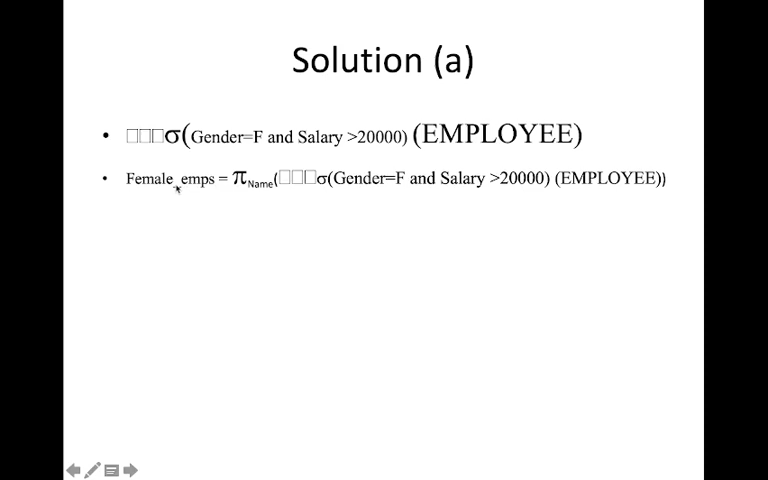 Solution (a)
• □□□σ(Gender=F and Salary >20000) (EMPLOYEE)
• Female_emps = πName(□□□σ(Gender=F and Salary >20000) (EMPLOYEE))